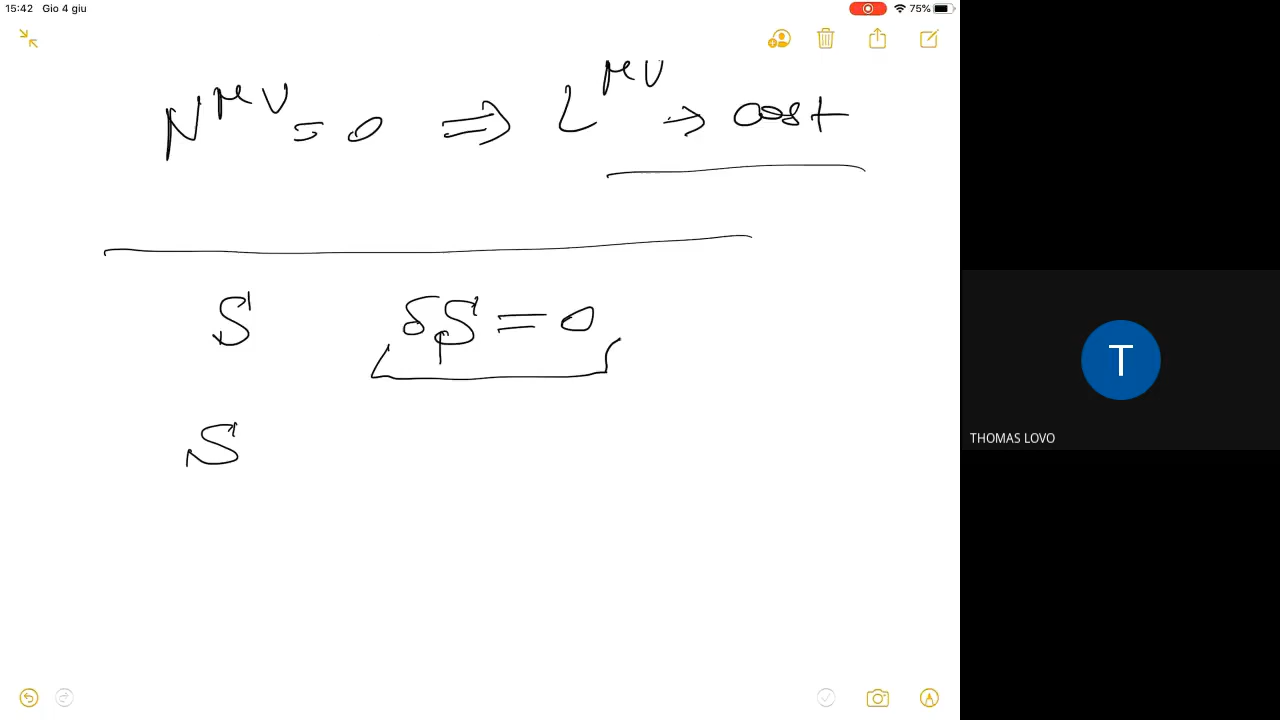 15:42 Gio 4 giu 75%
N^{μν} = 0 ⇒ L^{μν} → cost
S δS = 0
S
T
THOMAS LOVO